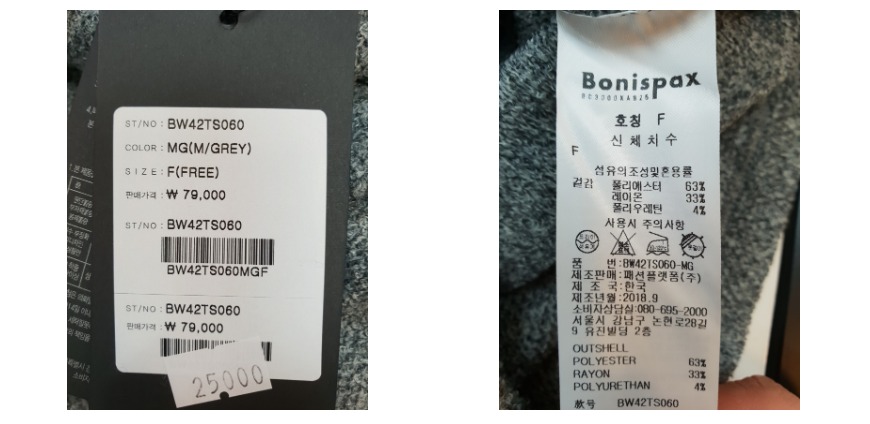 ST/NO : BW42TS060
COLOR : MG(M/GREY)
SIZE : F(FREE)
판매가격 : ₩ 79,000
ST/NO : BW42TS060
BW42TS060MGF
ST/NO : BW42TS060
판매가격 : ₩ 79,000
25000
Bonispax
호칭 F
신체치수
F
섬유의조성및혼용률
겉감 폴리에스터 63%
레이온 33%
폴리우레탄 4%
사용시 주의사항
품 번:BW42TS060-MG
제조판매:패션플랫폼(주)
제 조 국:한국
제조년월:2018.9
소비자상담실:080-695-2000
서울시 강남구 논현로28길
9 유진빌딩 2층
OUTSHELL
POLYESTER 63%
RAYON 33%
POLYURETHAN 4%
款号 BW42TS060